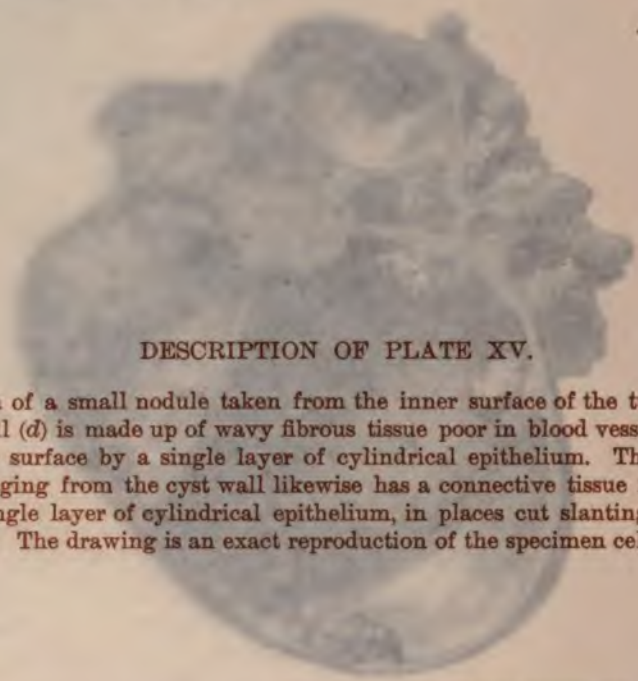 DESCRIPTION OF PLATE XV.
of a small nodule taken from the inner surface of the
(d) is made up of wavy fibrous tissue poor in blood
surface by a single layer of cylindrical epithelium.
from the cyst wall likewise has a connective tissue
layer of cylindrical epithelium, in places cut
The drawing is an exact reproduction of the specimen